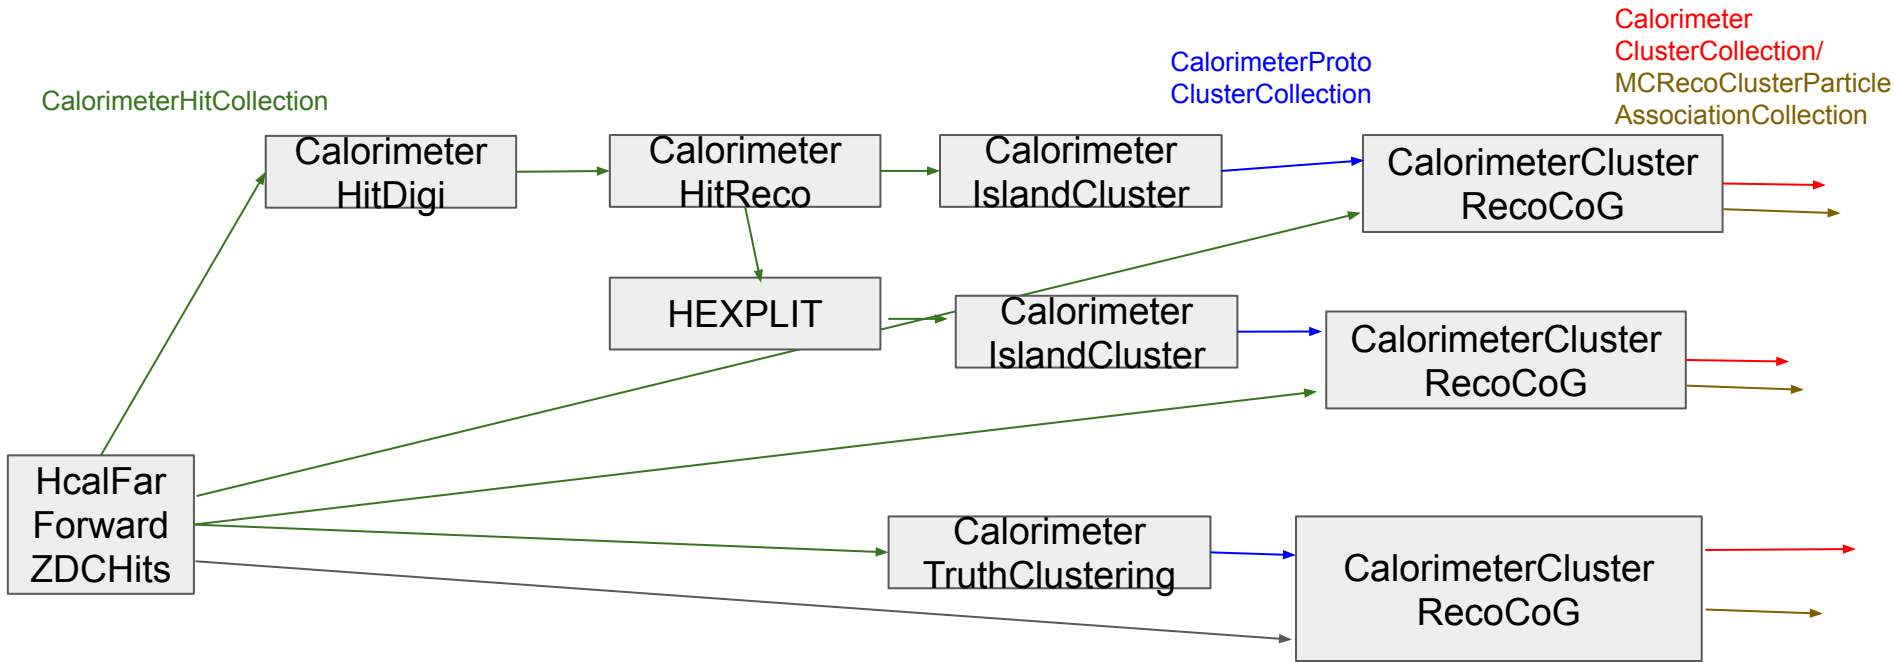 Calorimeter
ClusterCollection/
MCRecoClusterParticle
AssociationCollection
CalorimeterProto
ClusterCollection
CalorimeterHitCollection
Calorimeter
HitDigi
Calorimeter
HitReco
Calorimeter
IslandCluster
CalorimeterCluster
RecoCoG
HEXPLIT
Calorimeter
IslandCluster
CalorimeterCluster
RecoCoG
HcalFar
Forward
ZDCHits
Calorimeter
TruthClustering
CalorimeterCluster
RecoCoG